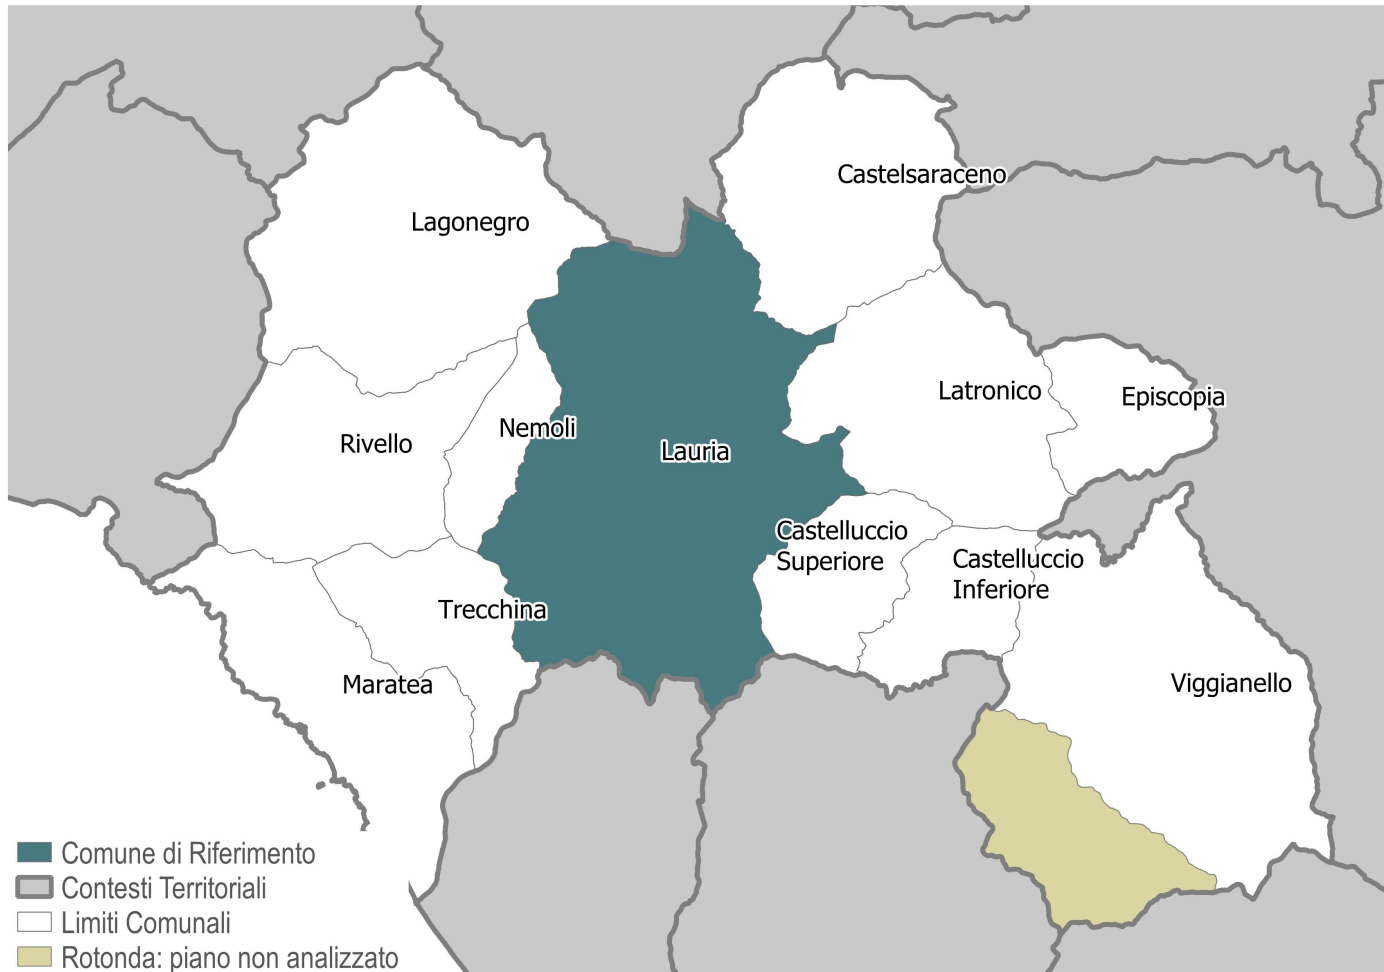 Castelsaraceno
Lagonegro
Latronico
Episcopia
Nemoli
Rivello
Lauria
Castelluccio
Superiore
Castelluccio
Inferiore
Trecchina
Maratea
Viggianello
Comune di Riferimento
Contesti Territoriali
Limiti Comunali
Rotonda: piano non analizzato